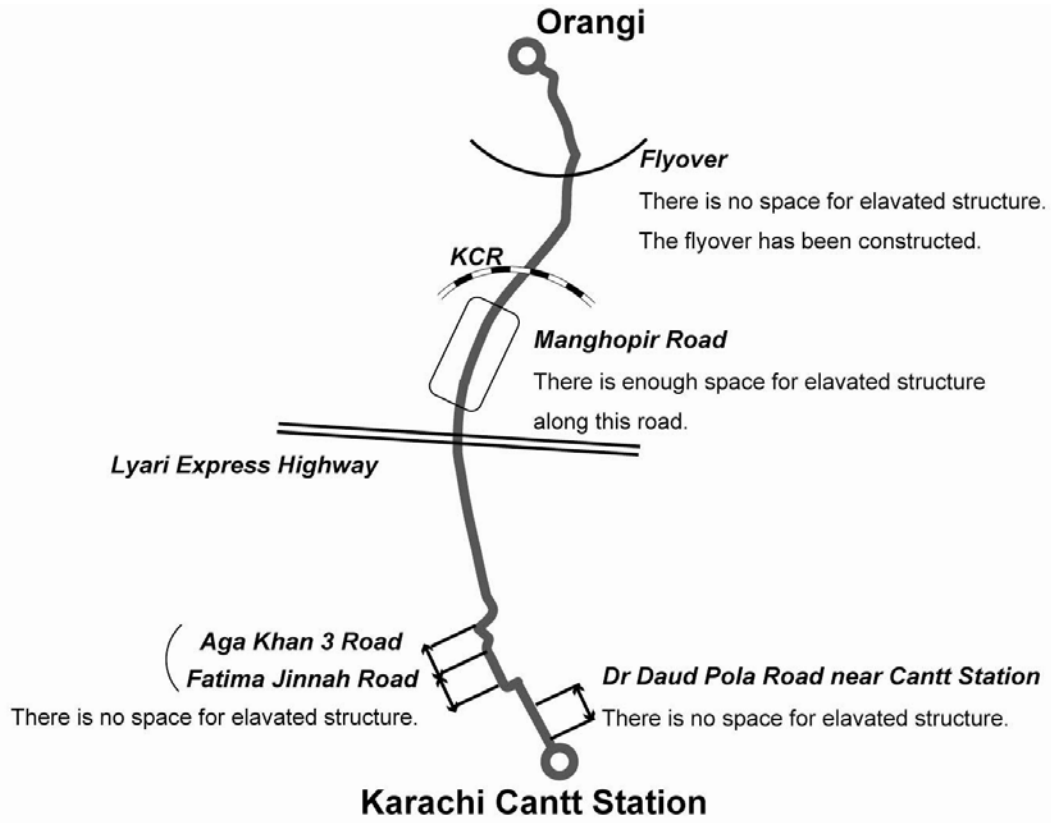 Orangi
Flyover
There is no space for elavated structure.
The flyover has been constructed.
KCR
Manghopir Road
There is enough space for elavated structure
along this road.
Lyari Express Highway
Aga Khan 3 Road
Fatima Jinnah Road
There is no space for elavated structure.
Dr Daud Pola Road near Cantt Station
There is no space for elavated structure.
Karachi Cantt Station